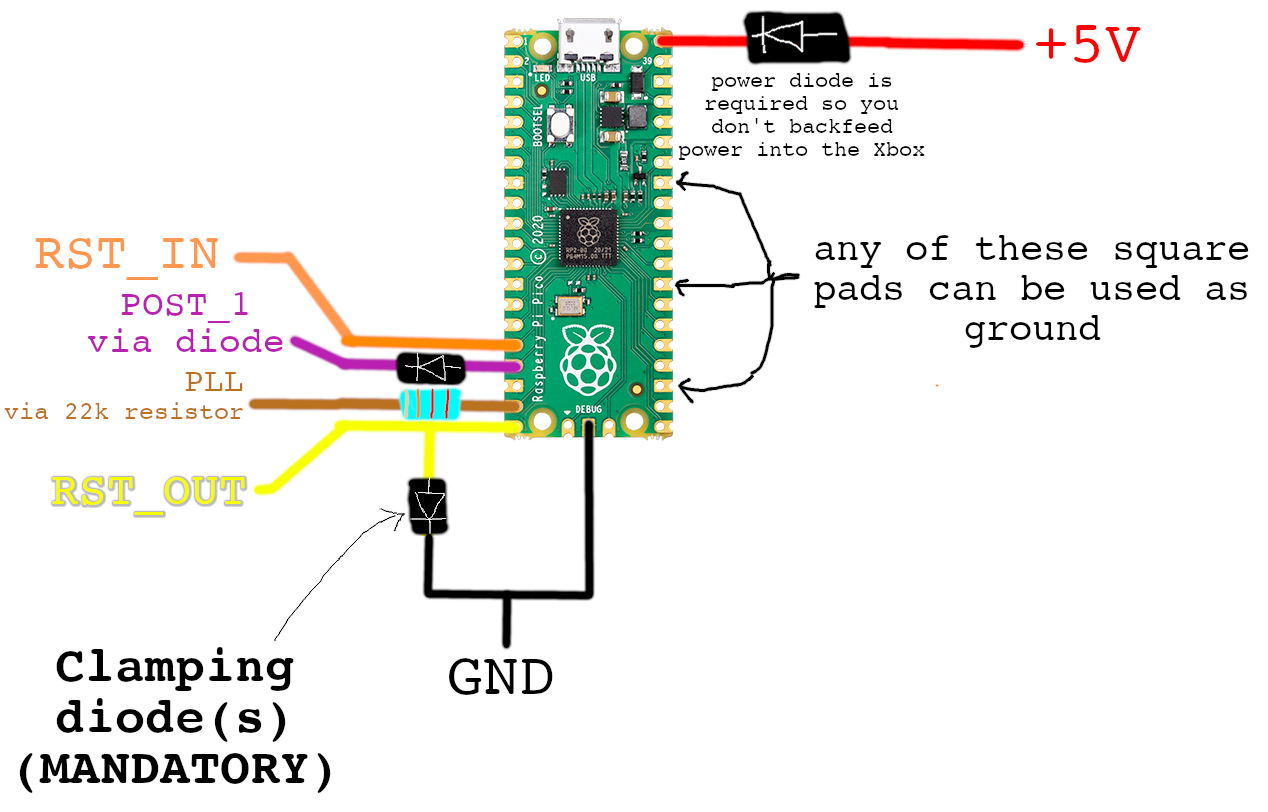 +5V
power diode is
required so you
don't backfeed
power into the Xbox
1
2
39
LED
USB
BOOTSEL
RST_IN
POST_1
via diode
PLL
via 22k resistor
RST_OUT
Raspberry Pi Pico © 2020
DEBUG
any of these square
pads can be used as
ground
Clamping
diode(s)
(MANDATORY)
GND